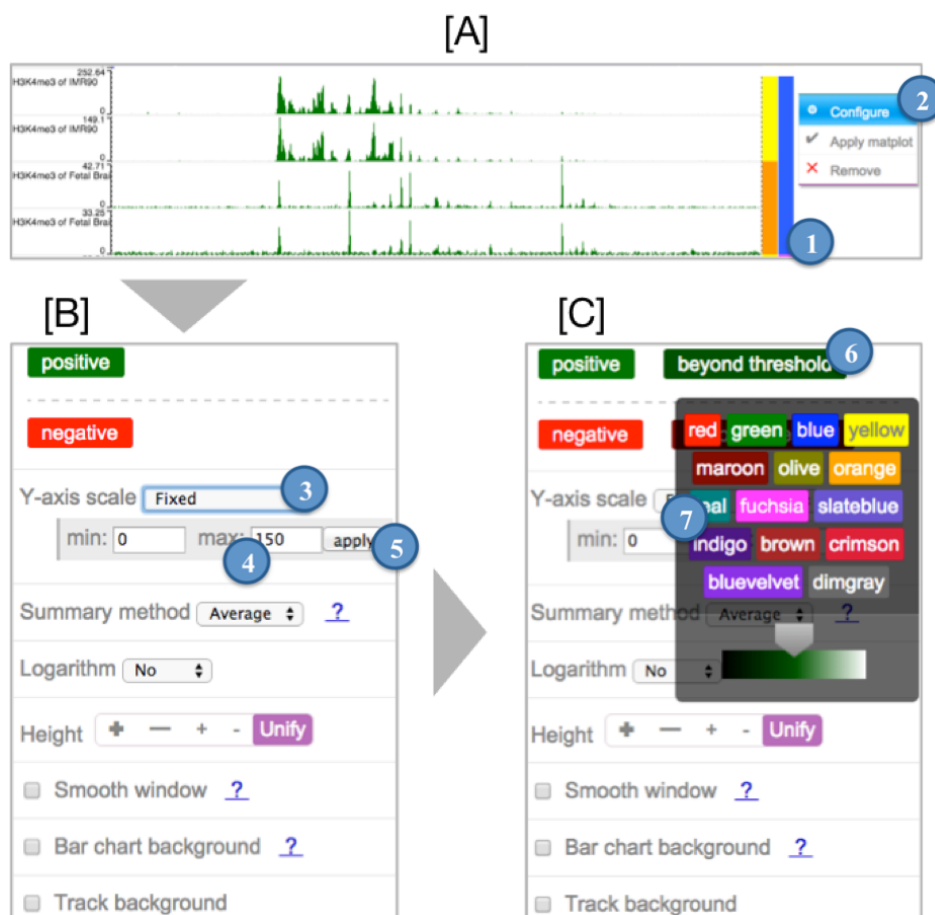 [A]
252.64
H3K4me3 of IMR90
0
149.1
H3K4me3 of IMR90
0
42.71
H3K4me3 of Fetal Brai
0
33.25
H3K4me3 of Fetal Brai
0
Configure
2
Apply matplot
Remove
1
[B]
positive
negative
Y-axis scale Fixed 3
min: 0 max: 150 apply 5
4
Summary method Average ?
Logarithm No
Height + — + - Unify
Smooth window ?
Bar chart background ?
Track background
[C]
positive beyond threshold 6
negative
red green blue yellow
maroon olive orange
Y-axis scale
7 fuchsia slateblue
min: 0
indigo brown crimson
bluevelvet dimgray
Summary method Average ?
Logarithm No
Height + — + - Unify
Smooth window ?
Bar chart background ?
Track background